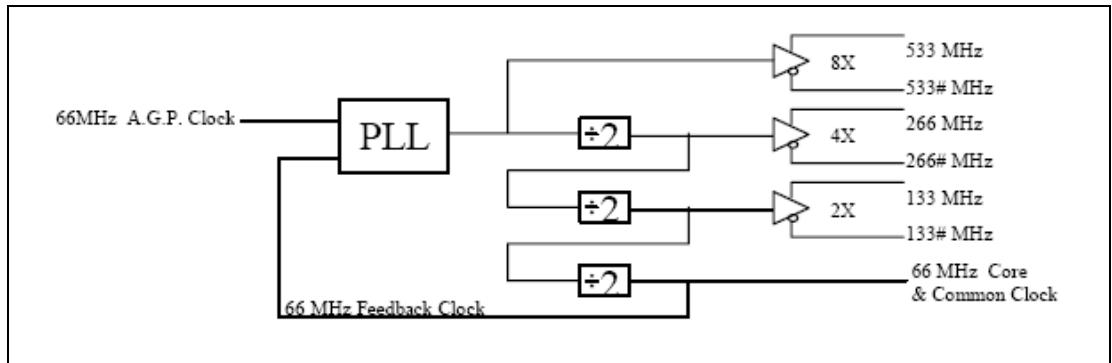 533 MHz
8X
533# MHz
66MHz A.G.P. Clock
PLL
÷2
266 MHz
4X
266# MHz
÷2
133 MHz
2X
133# MHz
÷2
66 MHz Core
& Common Clock
66 MHz Feedback Clock